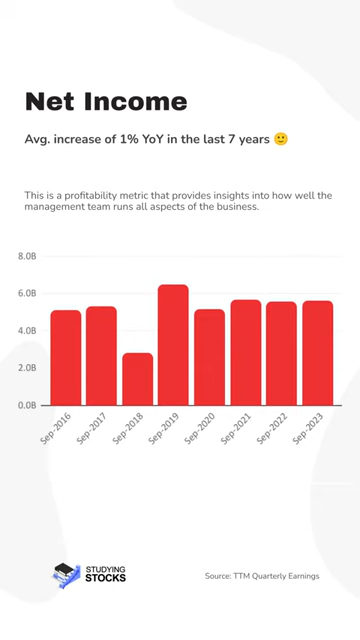 Net Income
Avg. increase of 1% YoY in the last 7 years 🙂
This is a profitability metric that provides insights into how well the
management team runs all aspects of the business.
8.0B
6.0B
4.0B
2.0B
0.0B
Sep-2016
Sep-2017
Sep-2018
Sep-2019
Sep-2020
Sep-2021
Sep-2022
Sep-2023
STUDYING
STOCKS
Source: TTM Quarterly Earnings